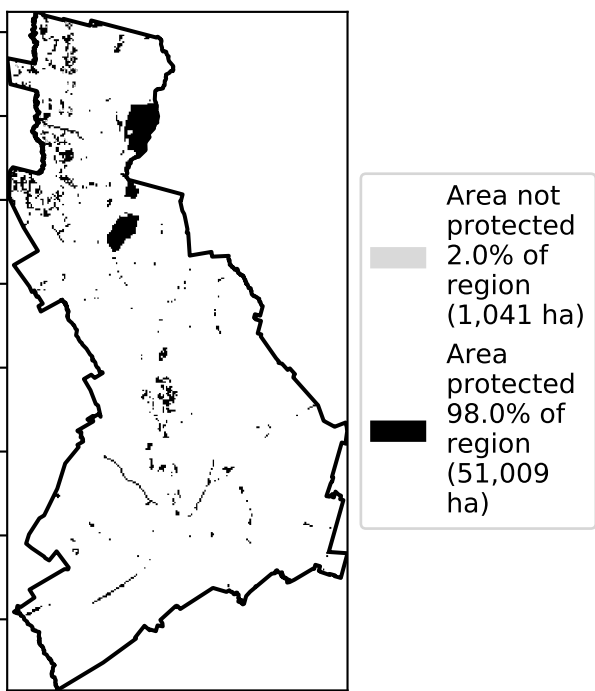 Area not
protected
2.0% of
region
(1,041 ha)
Area
protected
98.0% of
region
(51,009
ha)